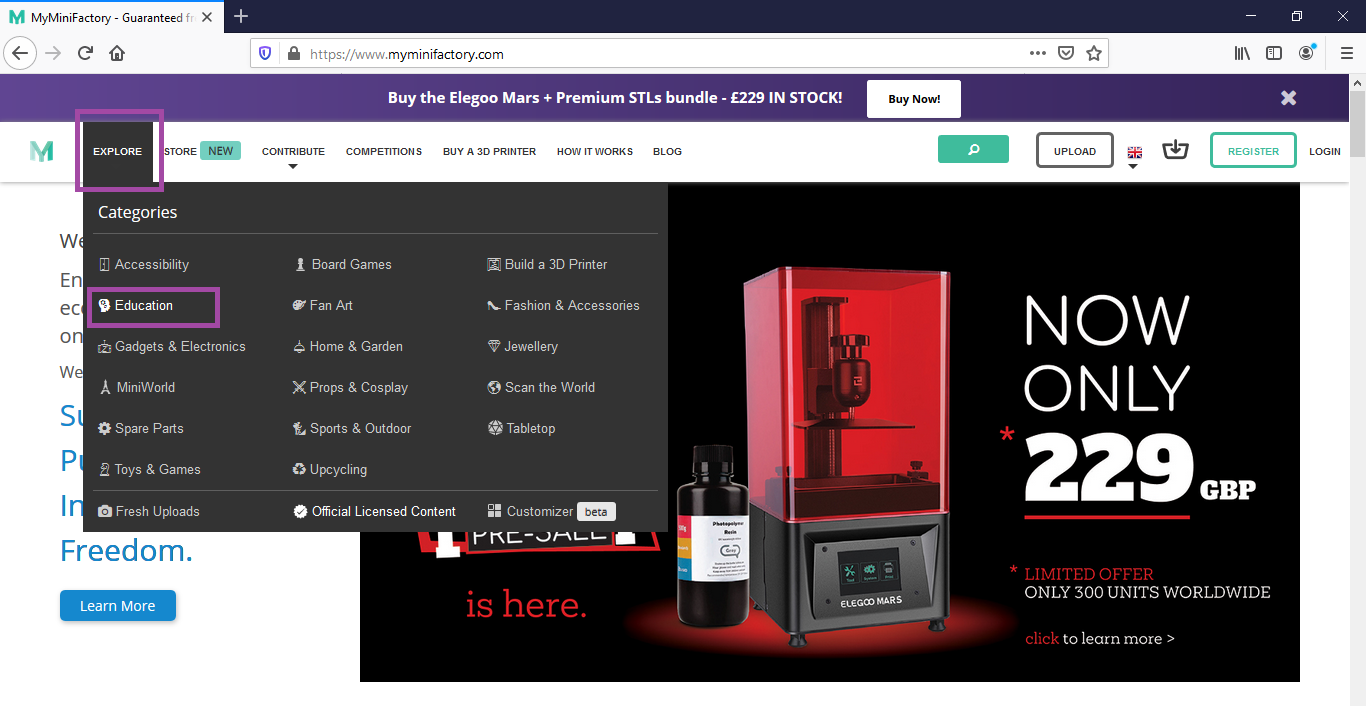 MyMiniFactory - Guaranteed fr
https://www.myminifactory.com
Buy the Elegoo Mars + Premium STLs bundle - £229 IN STOCK!
Buy Now!
EXPLORE
STORE NEW
CONTRIBUTE
COMPETITIONS
BUY A 3D PRINTER
HOW IT WORKS
BLOG
UPLOAD
REGISTER
LOGIN
Categories
Accessibility
Board Games
Build a 3D Printer
Education
Fan Art
Fashion & Accessories
Gadgets & Electronics
Home & Garden
Jewellery
MiniWorld
Props & Cosplay
Scan the World
Spare Parts
Sports & Outdoor
Tabletop
Toys & Games
Upcycling
Fresh Uploads
Official Licensed Content
Customizer beta
We
En
ec
on
We
Su
Pu
In
Freedom.
Learn More
PRE-SALE
is here.
Photopolymer
Resin
Grey
Tool
System
Print
ELEGOO MARS
NOW
ONLY
* 229 GBP
* LIMITED OFFER
ONLY 300 UNITS WORLDWIDE
click to learn more >